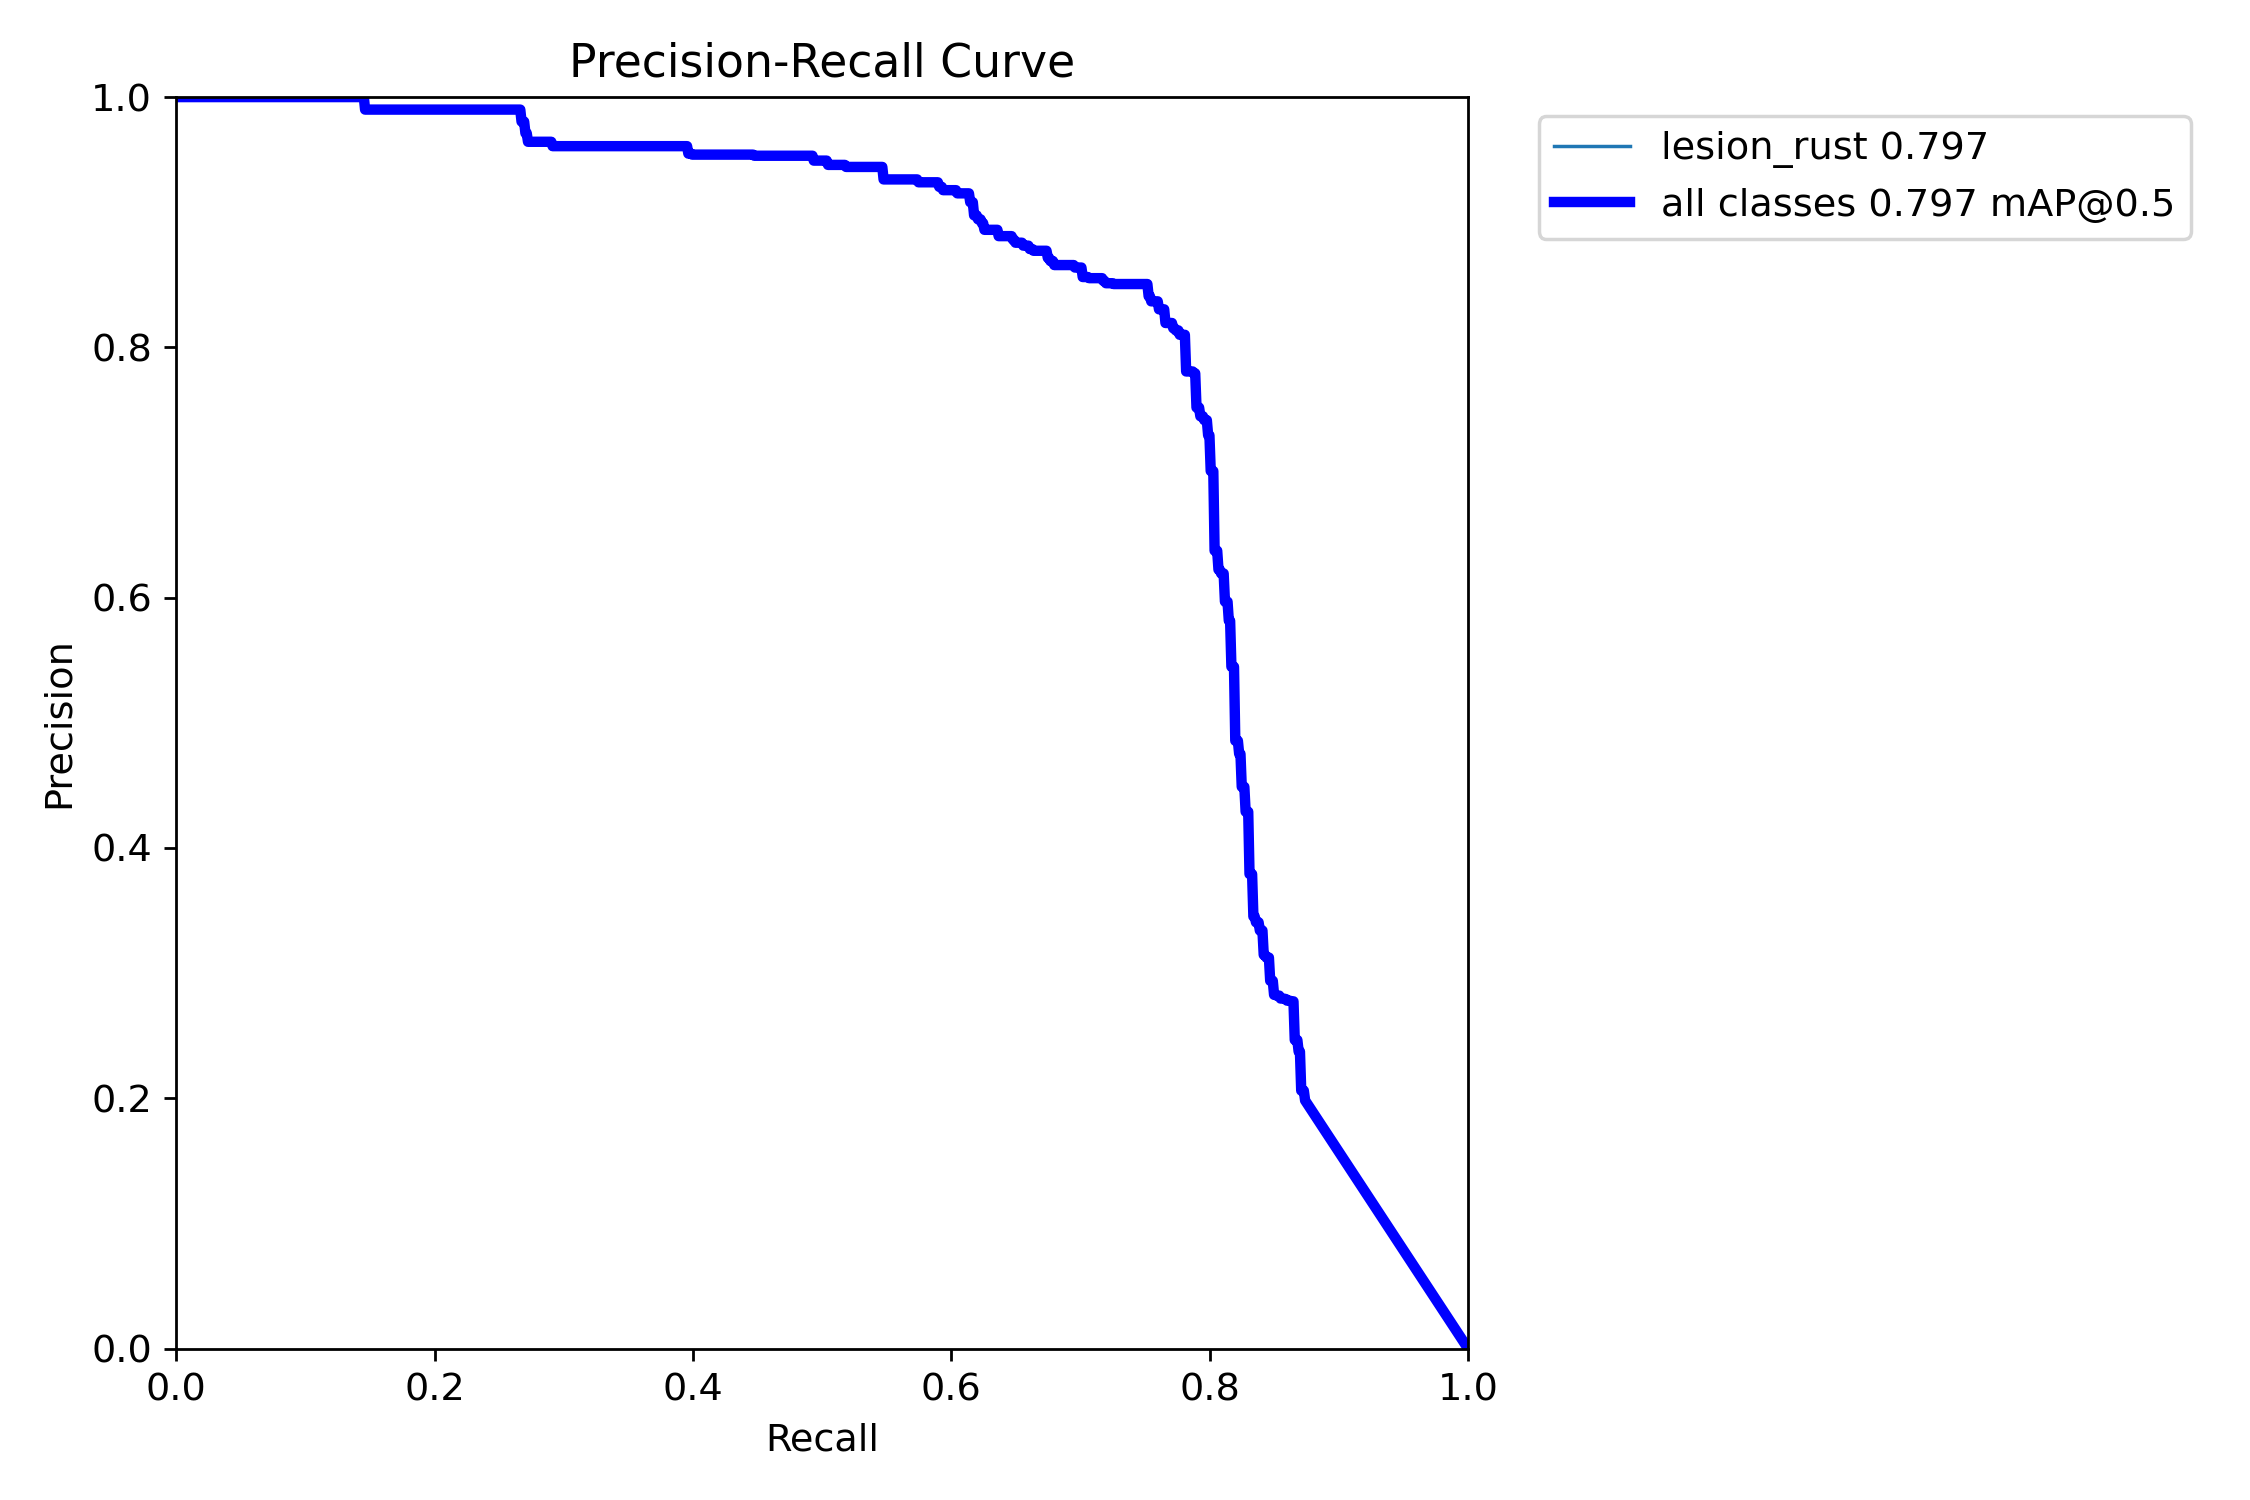 Precision-Recall Curve
1.0
0.8
0.6
0.4
0.2
0.0
Precision
0.0 0.2 0.4 0.6 0.8 1.0
Recall
lesion_rust 0.797
all classes 0.797 mAP@0.5